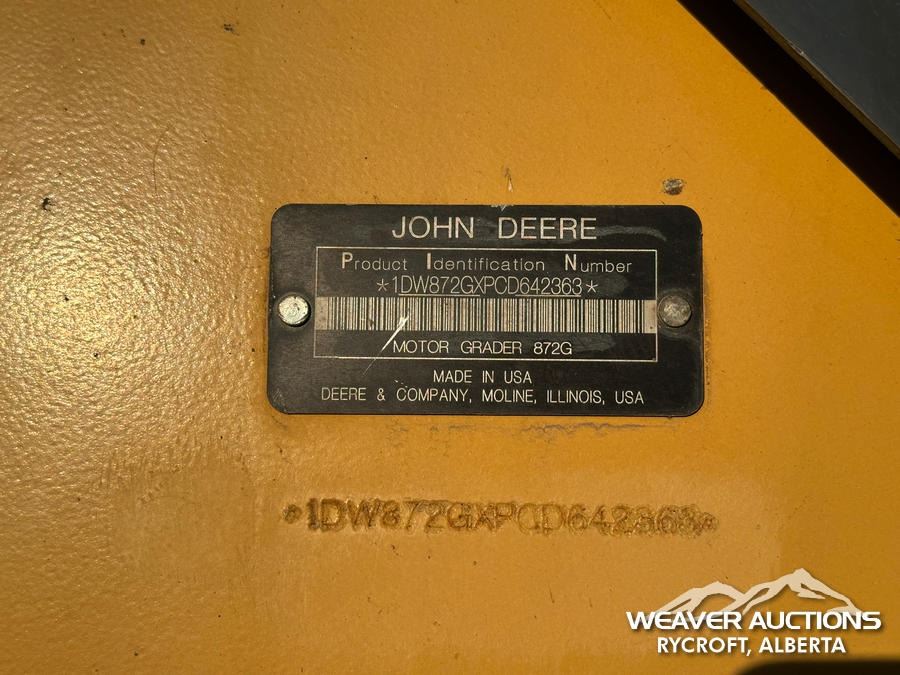 JOHN DEERE
Product Identification Number
*1DW872GXPCD642363*
MOTOR GRADER 872G
MADE IN USA
DEERE & COMPANY, MOLINE, ILLINOIS, USA
*1DW872GXPCD642363*
WEAVER AUCTIONS
RYCROFT, ALBERTA